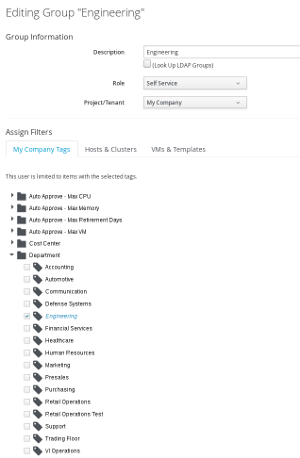 Editing Group "Engineering"
Group Information
Description Engineering
(Look Up LDAP Groups)
Role Self Service
Project/Tenant My Company
Assign Filters
My Company Tags Hosts & Clusters VMs & Templates
This user is limited to items with the selected tags.
Auto Approve - Max CPU
Auto Approve - Max Memory
Auto Approve - Max Retirement Days
Auto Approve - Max VM
Cost Center
Department
Accounting
Automotive
Communication
Defense Systems
Engineering
Financial Services
Healthcare
Human Resources
Marketing
Presales
Purchasing
Retail Operations
Retail Operations Test
Support
Trading Floor
VI Operations